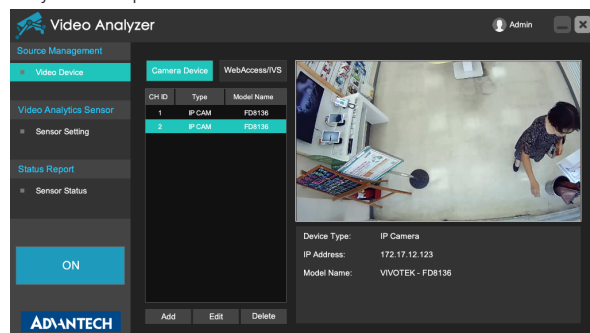 Video Analyzer
Admin
Source Management
Video Device
Video Analytics Sensor
Sensor Setting
Status Report
Sensor Status
ON
ADVANTECH
Camera Device WebAccess/IVS
CH ID Type Model Name
1 IP CAM FD8136
2 IP CAM FD8136
Add Edit Delete
Device Type: IP Camera
IP Address: 172.17.12.123
Model Name: VIVOTEK - FD8136